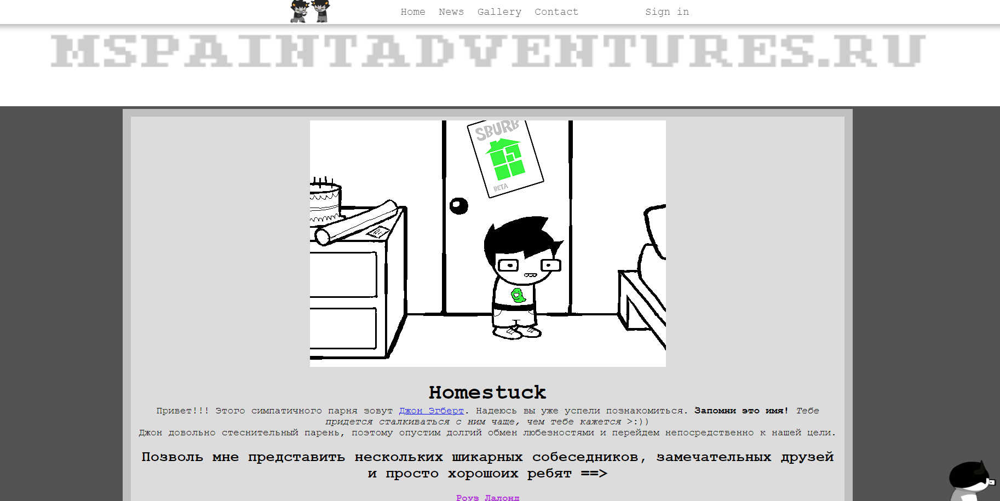 Home News Gallery Contact Sign in
MSPAINTADVENTURES.RU
SBURB
BETA
Homestuck
Привет!!! Этого симпатичного парня зовут Джон Эгберт. Надеюсь вы уже успели познакомиться. Запомни это имя! Тебе
придется сталкиваться с ним чаще, чем тебе кажется >:))
Джон довольно стеснительный парень, поэтому опустим долгий обмен любезностями и перейдем непосредственно к нашей цели.
Позволь мне представить нескольких шикарных собеседников, замечательных друзей
и просто хорошоих ребят ==>
Роуз Лалонд